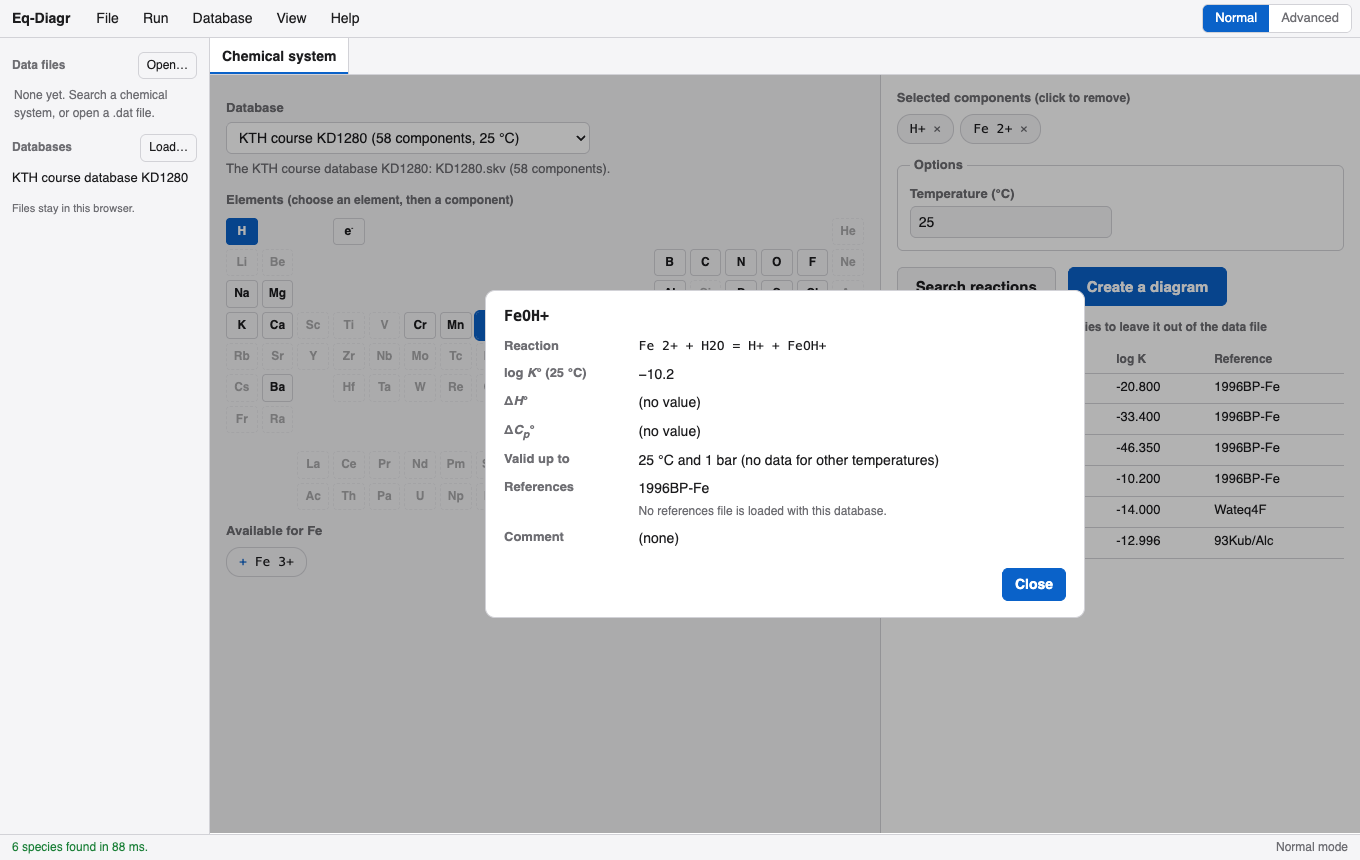 Eq-Diagr File Run Database View Help Normal Advanced
Data files Open…
None yet. Search a chemical
system, or open a .dat file.
Databases Load…
KTH course database KD1280
Files stay in this browser.
Chemical system
Database
KTH course KD1280 (58 components, 25 °C)
The KTH course database KD1280: KD1280.skv (58 components).
Elements (choose an element, then a component)
H e- He
Li Be B C N O F Ne
Na Mg
K Ca Sc Ti V Cr Mn
Rb Sr Y Zr Nb Mo Tc
Cs Ba Hf Ta W Re
Fr Ra
La Ce Pr Nd Pm
Ac Th Pa U Np
Available for Fe
+ Fe 3+
Selected components (click to remove)
H+ × Fe 2+ ×
Options
Temperature (°C)
25
Search reactions Create a diagram
to leave it out of the data file
log K Reference
-20.800 1996BP-Fe
-33.400 1996BP-Fe
-46.350 1996BP-Fe
-10.200 1996BP-Fe
-14.000 Wateq4F
-12.996 93Kub/Alc
FeOH+
Reaction Fe 2+ + H2O = H+ + FeOH+
log K° (25 °C) −10.2
ΔH° (no value)
ΔCp° (no value)
Valid up to 25 °C and 1 bar (no data for other temperatures)
References 1996BP-Fe
No references file is loaded with this database.
Comment (none)
Close
6 species found in 88 ms. Normal mode